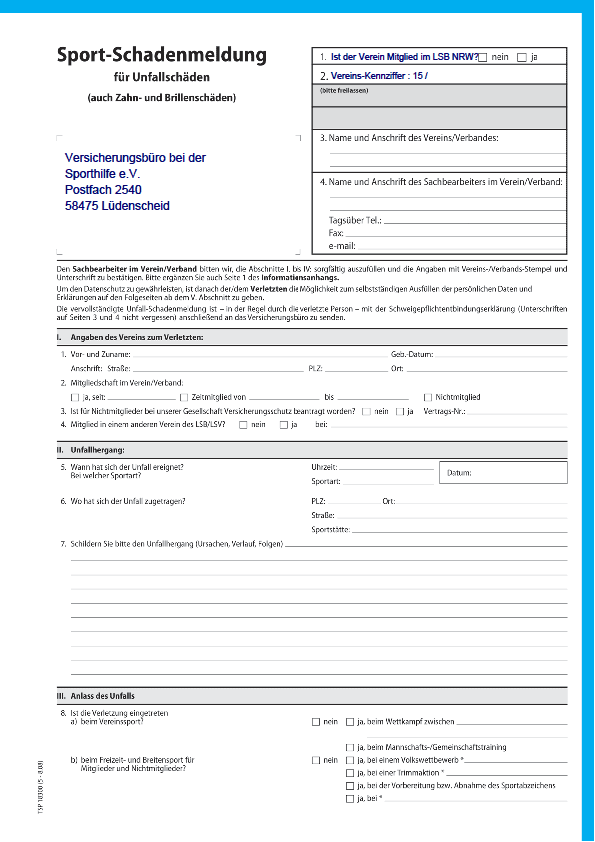 Sport-Schadenmeldung
für Unfallschäden
(auch Zahn- und Brillenschäden)
Versicherungsbüro bei der
Sporthilfe e.V.
Postfach 2540
58475 Lüdenscheid
1. Ist der Verein Mitglied im LSB NRW? nein ja
2. Vereins-Kennziffer : 15 /
(bitte freilassen)
3. Name und Anschrift des Vereins/Verbandes:
4. Name und Anschrift des Sachbearbeiters im Verein/Verband:
Tagsüber Tel.:
Fax:
e-mail:
Den Sachbearbeiter im Verein/Verband bitten wir, die Abschnitte I. bis IV. sorgfältig auszufüllen und die Angaben mit Vereins-/Verbands-Stempel und
Unterschrift zu bestätigen. Bitte ergänzen Sie auch Seite 1 des Informationsanhangs.
Um den Datenschutz zu gewährleisten, ist danach der/dem Verletzten die Möglichkeit zum selbstständigen Ausfüllen der persönlichen Daten und
Erklärungen auf den Folgeseiten ab dem V. Abschnitt zu geben.
Die vervollständigte Unfall-Schadenmeldung ist – in der Regel durch die verletzte Person – mit der Schweigepflichtentbindungserklärung (Unterschriften
auf Seiten 3 und 4 nicht vergessen) anschließend an das Versicherungsbüro zu senden.
I. Angaben des Vereins zum Verletzten:
1. Vor- und Zuname: Geb.-Datum:
Anschrift: Straße: PLZ: Ort:
2. Mitgliedschaft im Verein/Verband:
ja, seit: Zeitmitglied von bis Nichtmitglied
3. Ist für Nichtmitglieder bei unserer Gesellschaft Versicherungsschutz beantragt worden? nein ja Vertrags-Nr.:
4. Mitglied in einem anderen Verein des LSB/LSV? nein ja bei:
II. Unfallhergang:
5. Wann hat sich der Unfall ereignet? Uhrzeit: Datum:
Bei welcher Sportart? Sportart:
6. Wo hat sich der Unfall zugetragen? PLZ: Ort:
Straße:
Sportstätte:
7. Schildern Sie bitte den Unfallhergang (Ursachen, Verlauf, Folgen)
III. Anlass des Unfalls
8. Ist die Verletzung eingetreten
a) beim Vereinssport? nein ja, beim Wettkampf zwischen
ja, beim Mannschafts-/Gemeinschaftstraining
b) beim Freizeit- und Breitensport für nein ja, bei einem Volkswettbewerb *
Mitglieder und Nichtmitglieder?
ja, bei einer Trimmaktion *
ja, bei der Vorbereitung bzw. Abnahme des Sportabzeichens
ja, bei *
TSP 18300 (5 - 8.08)